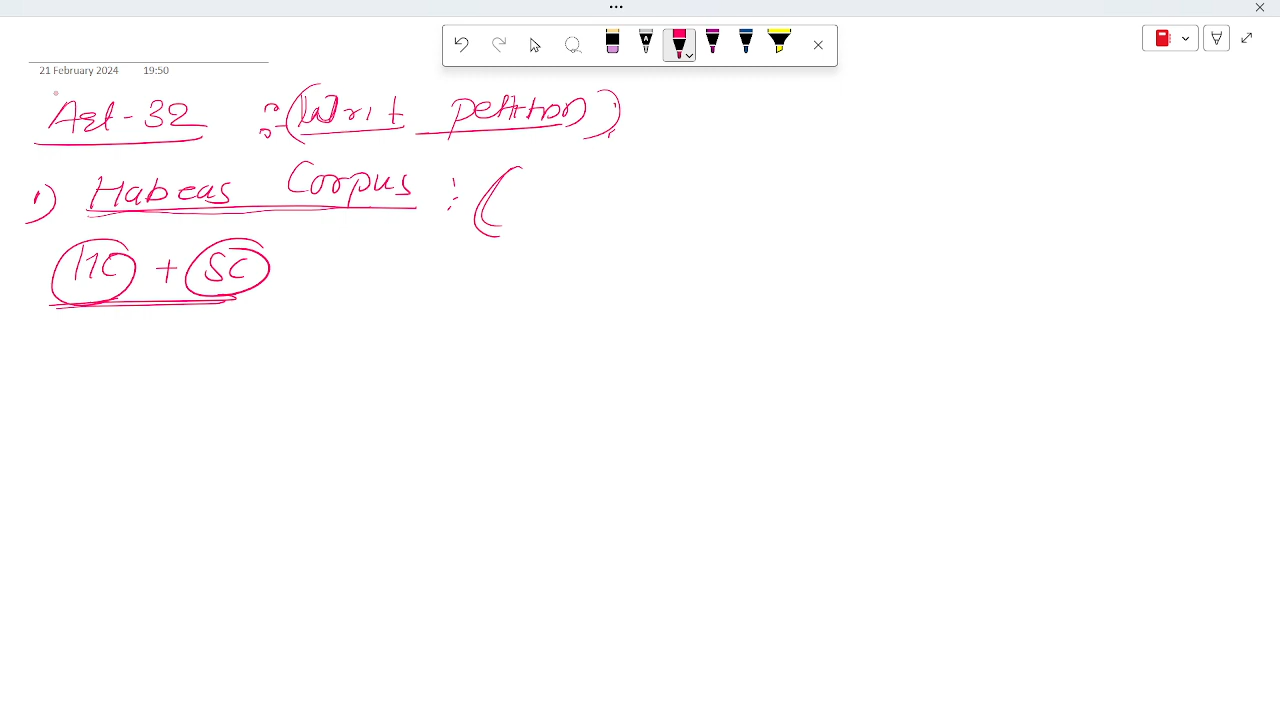 21 February 2024 19:50
Art-32 :- (Writ petition);
1) Habeas Corpus : (
HC + SC